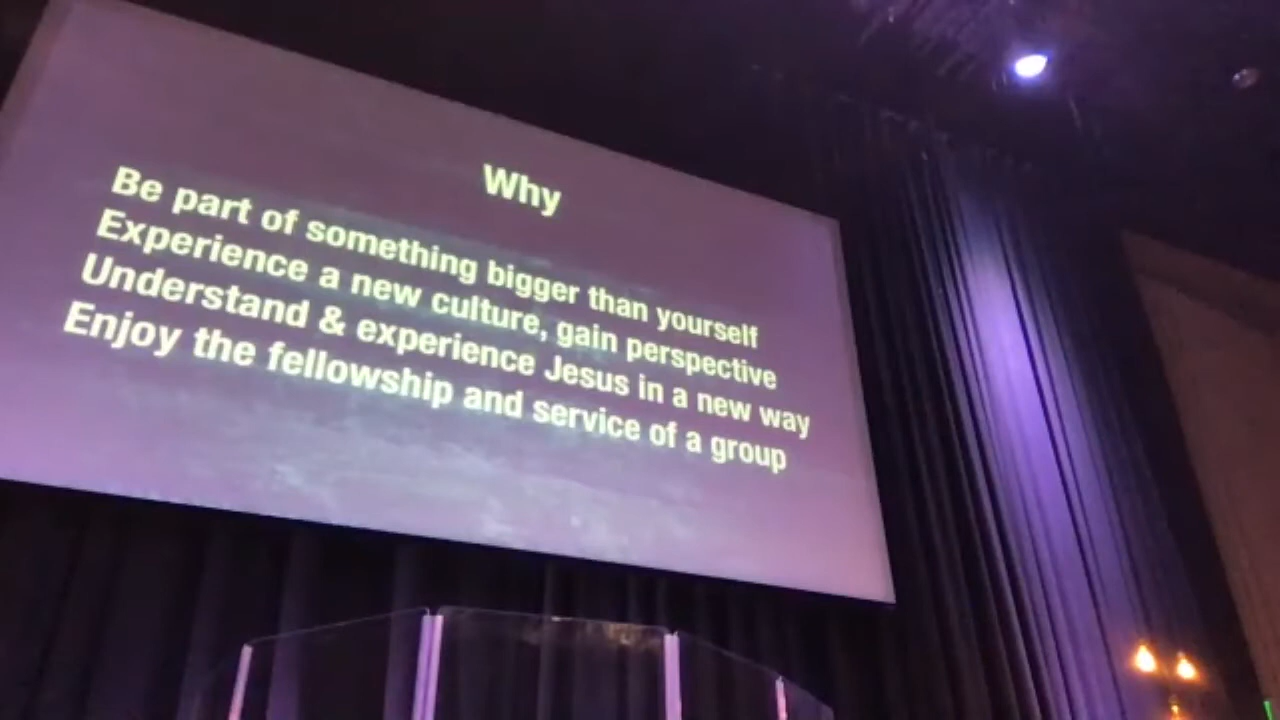 Why
Be part of something bigger than yourself
Experience a new culture, gain perspective
Understand & experience Jesus in a new way
Enjoy the fellowship and service of a group